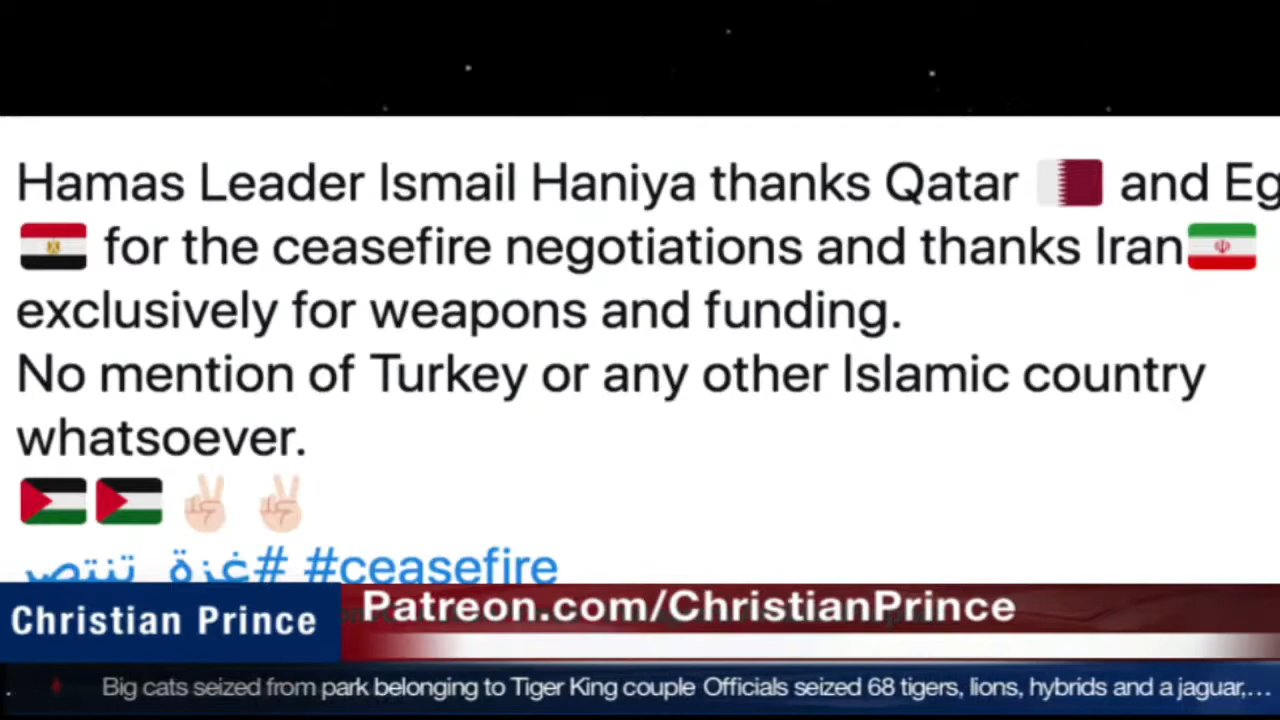 Hamas Leader Ismail Haniya thanks Qatar 🇶🇦 and Eg
🇪🇬 for the ceasefire negotiations and thanks Iran🇮🇷
exclusively for weapons and funding.
No mention of Turkey or any other Islamic country
whatsoever.
🇵🇸🇵🇸✌🏻✌🏻
#غزة_تنتصر #ceasefire
Christian Prince
Patreon.com/ChristianPrince
Big cats seized from park belonging to Tiger King couple Officials seized 68 tigers, lions, hybrids and a jaguar,...